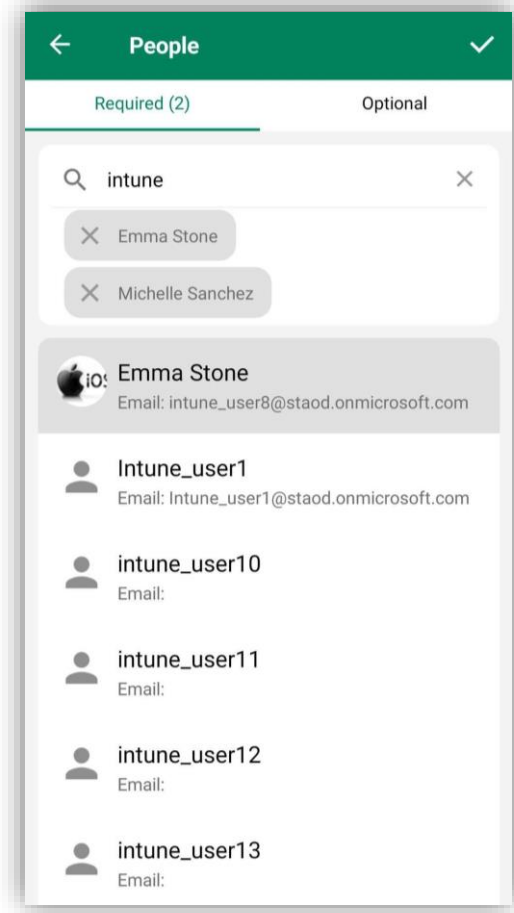 People
Required (2) Optional
intune
Emma Stone
Michelle Sanchez
iOS
Emma Stone
Email: intune_user8@staod.onmicrosoft.com
Intune_user1
Email: Intune_user1@staod.onmicrosoft.com
intune_user10
Email:
intune_user11
Email:
intune_user12
Email:
intune_user13
Email: